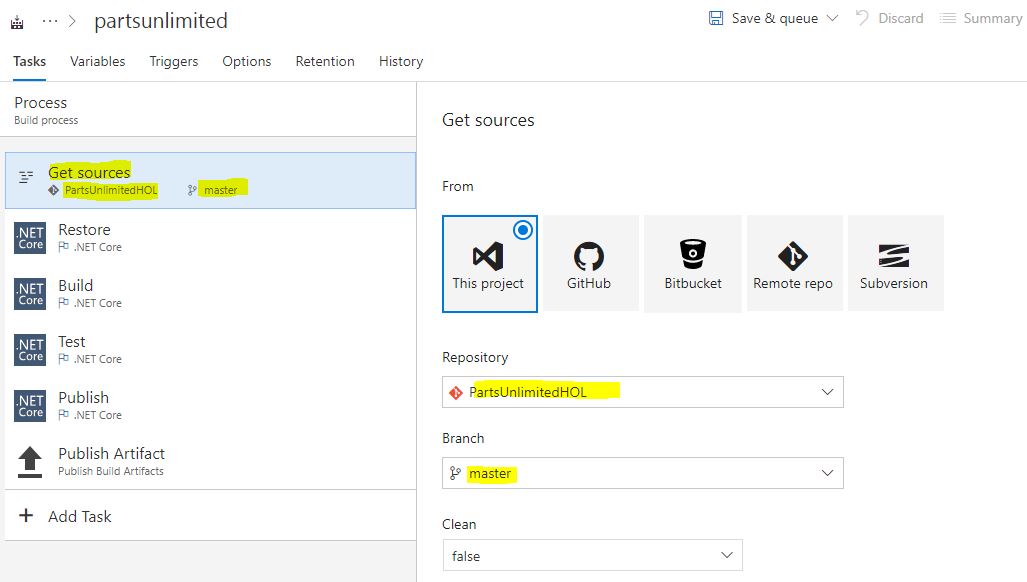 ··· > partsunlimited
Save & queue
Discard
Summary
Tasks Variables Triggers Options Retention History
Process
Build process
Get sources
PartsUnlimitedHOL master
.NET Core Restore
.NET Core
.NET Core Build
.NET Core
.NET Core Test
.NET Core
.NET Core Publish
.NET Core
Publish Artifact
Publish Build Artifacts
+ Add Task
Get sources
From
This project
GitHub
Bitbucket
Remote repo
Subversion
Repository
PartsUnlimitedHOL
Branch
master
Clean
false